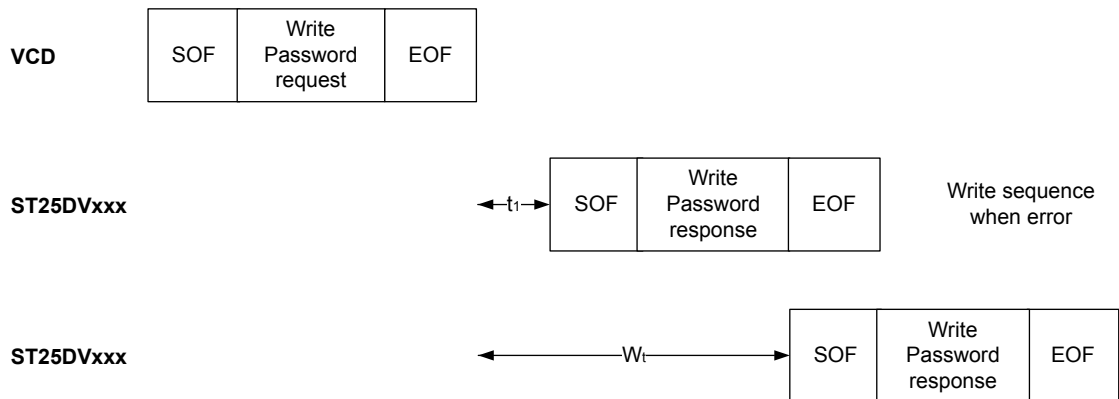 VCD
SOF
Write
Password
request
EOF
ST25DVxxx
t1
SOF
Write
Password
response
EOF
Write sequence
when error
ST25DVxxx
Wt
SOF
Write
Password
response
EOF